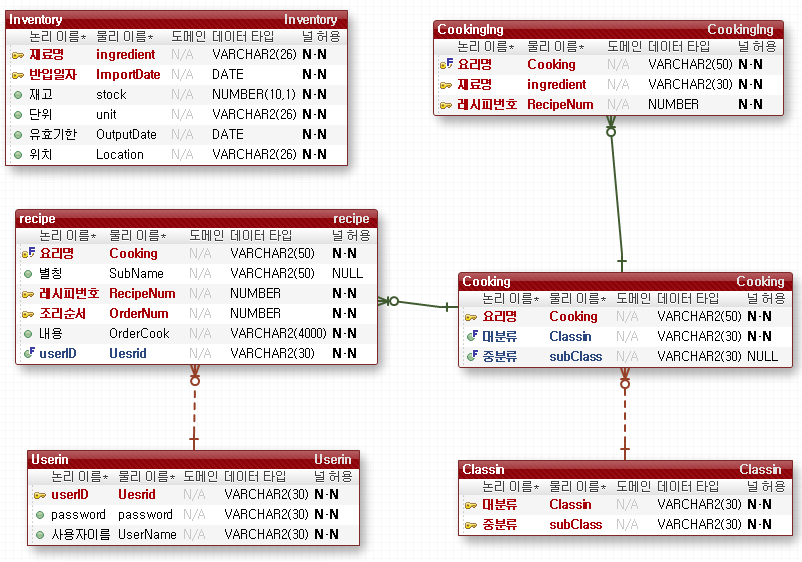 Inventory Inventory
논리 이름* 물리 이름* 도메인 데이터 타입 널 허용
재료명 ingredient N/A VARCHAR2(26) N-N
반입일자 ImportDate N/A DATE N-N
재고 stock N/A NUMBER(10,1) N-N
단위 unit N/A VARCHAR2(26) N-N
유효기한 OutputDate N/A DATE N-N
위치 Location N/A VARCHAR2(26) N-N
CookingIng CookingIng
논리 이름* 물리 이름* 도메인 데이터 타입 널 허용
F 요리명 Cooking N/A VARCHAR2(50) N-N
재료명 ingredient N/A VARCHAR2(30) N-N
레시피번호 RecipeNum N/A NUMBER N-N
recipe recipe
논리 이름* 물리 이름* 도메인 데이터 타입 널 허용
F 요리명 Cooking N/A VARCHAR2(50) N-N
별칭 SubName N/A VARCHAR2(50) NULL
레시피번호 RecipeNum N/A NUMBER N-N
조리순서 OrderNum N/A NUMBER N-N
내용 OrderCook N/A VARCHAR2(4000) N-N
F userID Uesrid N/A VARCHAR2(30) N-N
Cooking Cooking
논리 이름* 물리 이름* 도메인 데이터 타입 널 허용
요리명 Cooking N/A VARCHAR2(50) N-N
F 대분류 Classin N/A VARCHAR2(30) N-N
F 중분류 subClass N/A VARCHAR2(30) NULL
Userin Userin
논리 이름* 물리 이름* 도메인 데이터 타입 널 허용
userID Uesrid N/A VARCHAR2(30) N-N
password password N/A VARCHAR2(30) N-N
사용자이름 UserName N/A VARCHAR2(30) N-N
Classin Classin
논리 이름* 물리 이름* 도메인 데이터 타입 널 허용
대분류 Classin N/A VARCHAR2(30) N-N
중분류 subClass N/A VARCHAR2(30) N-N